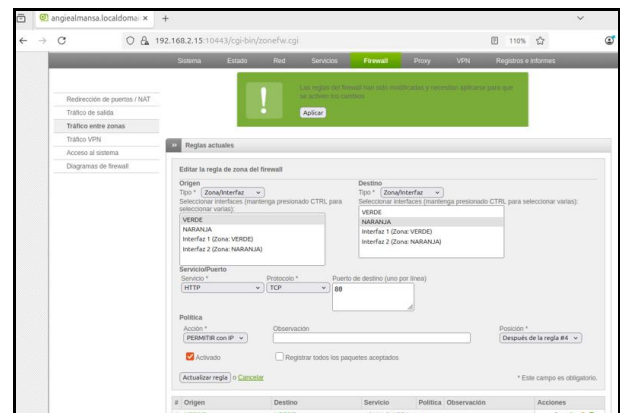 angiealmansa.localdomai ×
192.168.2.15:10443/cgi-bin/zonefw.cgi
110%
Sistema Estado Red Servicios Firewall Proxy VPN Registros e informes
Las reglas del firewall han sido modificadas y necesitan aplicarse para que
se activen los cambios
Aplicar
Redirección de puertos / NAT
Tráfico de salida
Tráfico entre zonas
Tráfico VPN
Acceso al sistema
Diagramas de firewall
Reglas actuales
Editar la regla de zona del firewall
Origen Destino
Tipo * Zona/Interfaz Tipo * Zona/Interfaz
Seleccionar interfaces (mantenga presionado CTRL para Seleccionar interfaces (mantenga presionado CTRL para seleccionar varias):
seleccionar varias):
VERDE VERDE
NARANJA NARANJA
Interfaz 1 (Zona: VERDE) Interfaz 1 (Zona: VERDE)
Interfaz 2 (Zona: NARANJA) Interfaz 2 (Zona: NARANJA)
Servicio/Puerto
Servicio * Protocolo * Puerto de destino (uno por línea)
HTTP TCP 80
Política
Acción * Observación Posición *
PERMITIR con IP Después de la regla #4
Activado Registrar todos los paquetes aceptados
Actualizar regla o Cancelar * Este campo es obligatorio.
# Origen Destino Servicio Política Observación Acciones